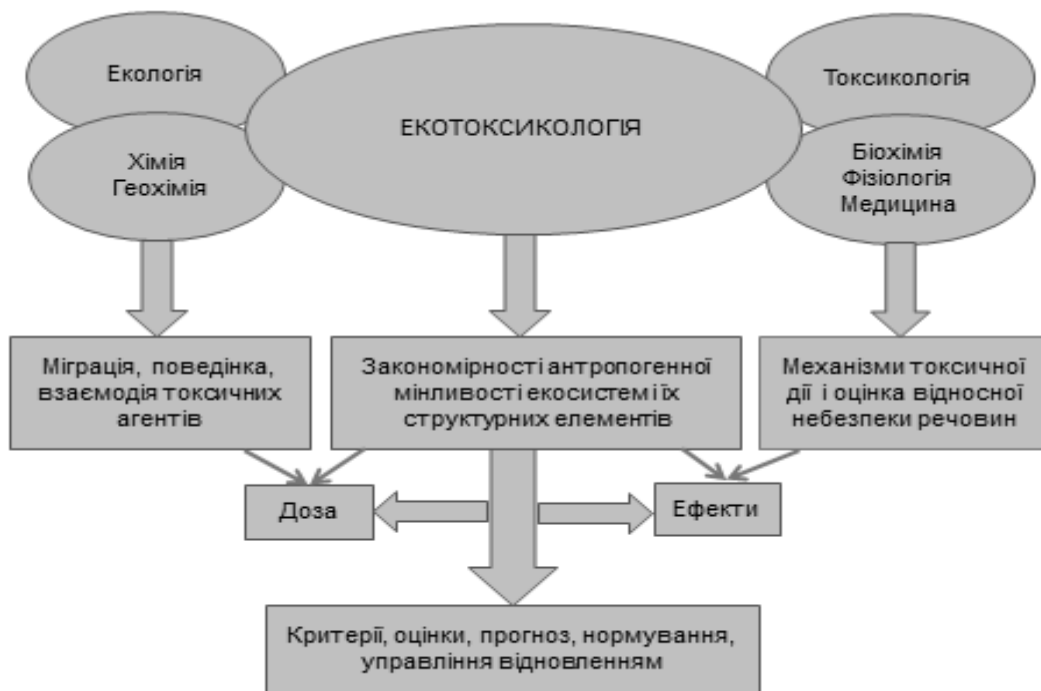 Екологія
ЕКОТОКСИКОЛОГІЯ
Токсикологія
Хімія
Геохімія
Біохімія
Фізіологія
Медицина
Міграція, поведінка,
взаємодія токсичних
агентів
Закономірності антропогенної
мінливості екосистем і їх
структурних елементів
Механізми токсичної
дії і оцінка відносної
небезпеки речовин
Доза
Ефекти
Критерії, оцінки, прогноз, нормування,
управління відновленням